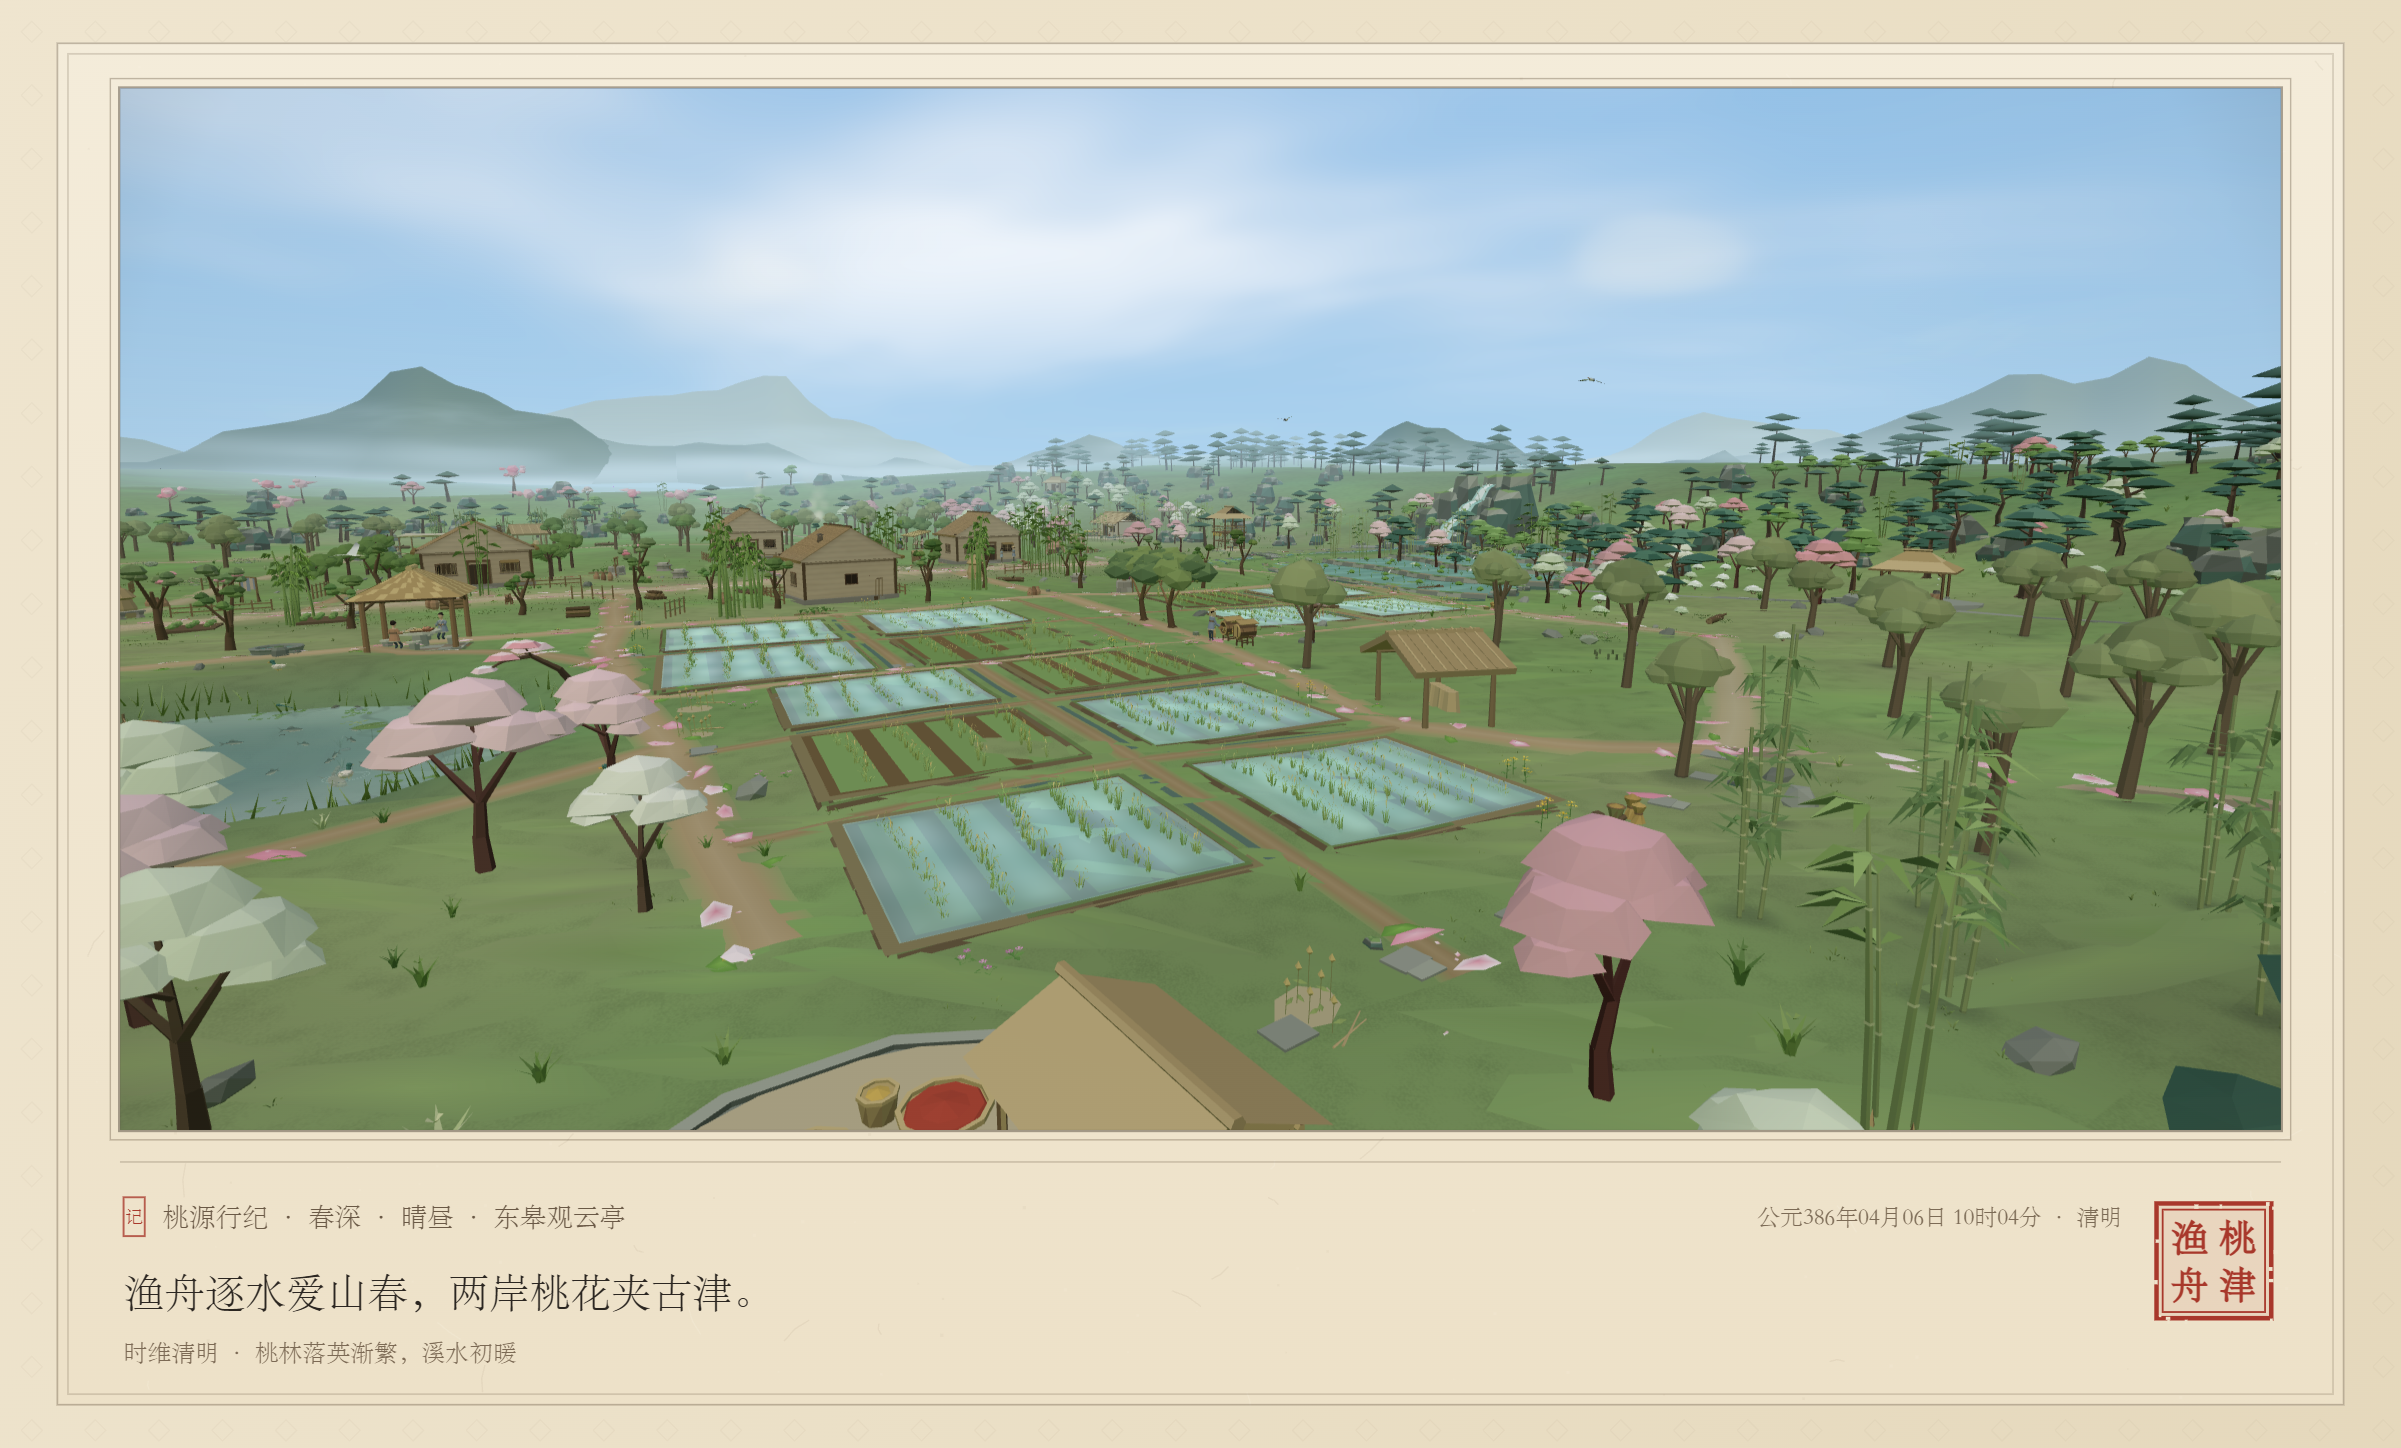 记 桃源行纪 · 春深 · 晴昼 · 东皋观云亭
公元386年04月06日 10时04分 · 清明
渔舟逐水爱山春，两岸桃花夹古津。
时维清明 · 桃林落英渐繁，溪水初暖
桃津
渔舟